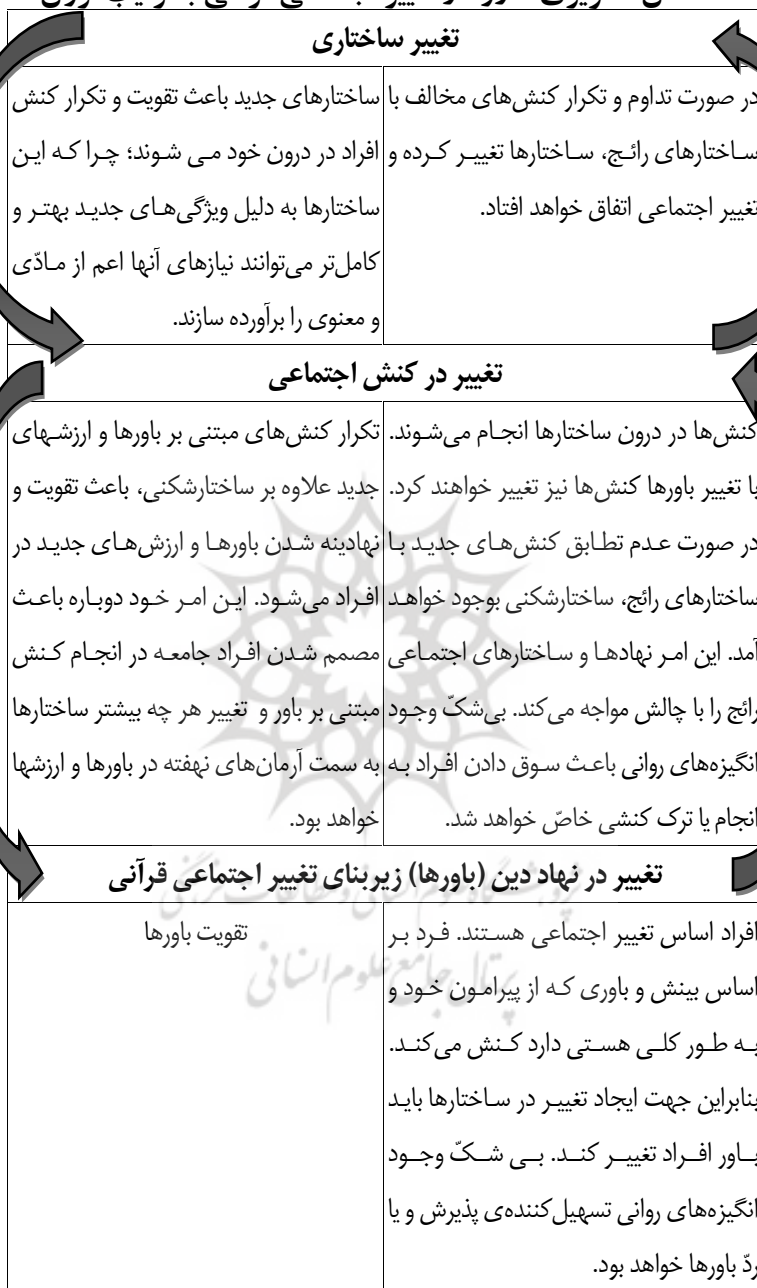 تغییر ساختاری
در صورت تداوم و تکرار کنش‌های مخالف با
ساختارهای رائج، ساختارها تغییر کرده و
تغییر اجتماعی اتفاق خواهد افتاد.
ساختارهای جدید باعث تقویت و تکرار کنش
افراد در درون خود می شوند؛ چرا که این
ساختارها به دلیل ویژگی‌های جدید بهتر و
کامل‌تر می‌توانند نیازهای آنها اعم از مادّی
و معنوی را برآورده سازند.
تغییر در کنش اجتماعی
کنش‌ها در درون ساختارها انجام می‌شوند.
با تغییر باورها کنش‌ها نیز تغییر خواهند کرد.
در صورت عدم تطابق کنش‌های جدید با
ساختارهای رائج، ساختارشکنی بوجود خواهد
آمد. این امر نهادها و ساختارهای اجتماعی
رائج را با چالش مواجه می‌کند. بی‌شکّ وجود
انگیزه‌های روانی باعث سوق دادن افراد به
انجام یا ترک کنشی خاصّ خواهد شد.
تکرار کنش‌های مبتنی بر باورها و ارزشهای
جدید علاوه بر ساختارشکنی، باعث تقویت و
نهادینه شدن باورها و ارزش‌های جدید در
افراد می‌شود. این امر خود دوباره باعث
مصمم شدن افراد جامعه در انجام کنش
مبتنی بر باور و تغییر هر چه بیشتر ساختارها
به سمت آرمان‌های نهفته در باورها و ارزشها
خواهد بود.
تغییر در نهاد دین (باورها) زیربنای تغییر اجتماعی قرآنی
افراد اساس تغییر اجتماعی هستند. فرد بر
اساس بینش و باوری که از پیرامون خود و
به طور کلی هستی دارد کنش می‌کند.
بنابراین جهت ایجاد تغییر در ساختارها باید
باور افراد تغییر کند. بی شکّ وجود
انگیزه‌های روانی تسهیل‌کننده‌ی پذیرش و یا
ردّ باورها خواهد بود.
تقویت باورها
پژوهشگاه علوم انسانی و مطالعات فرهنگی
پرتال جامع علوم انسانی